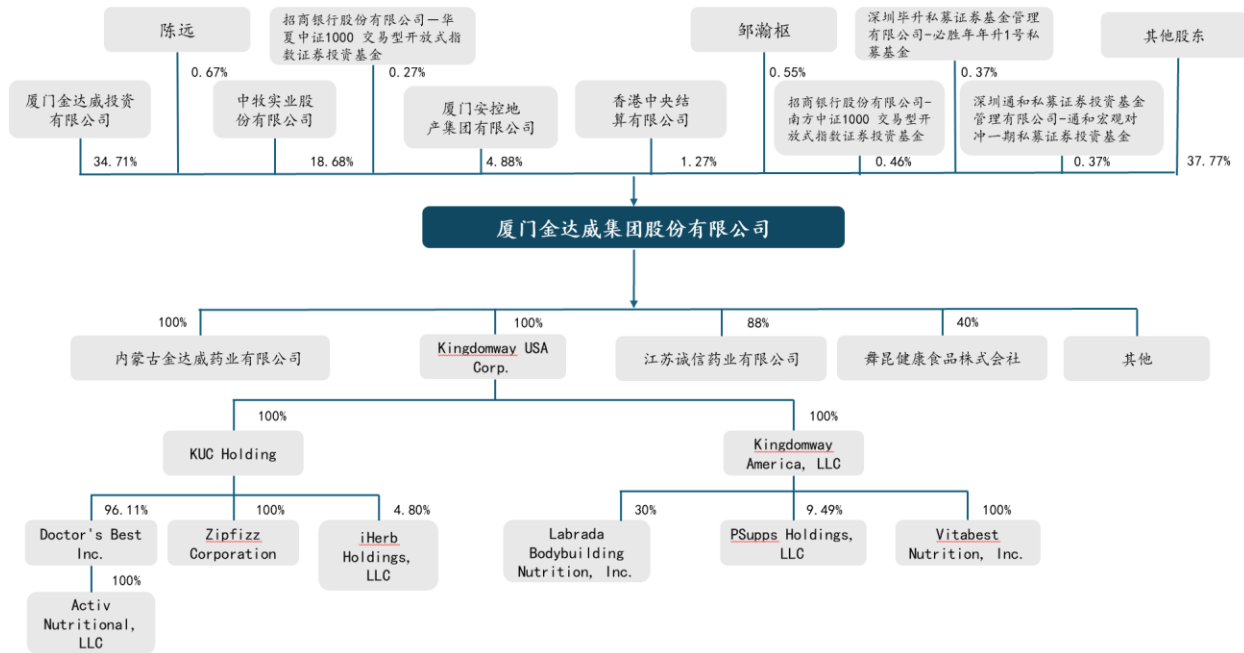 陈远
招商银行股份有限公司—华
夏中证1000 交易型开放式指
数证券投资基金
邹瀚枢
深圳毕升私募证券基金管理
有限公司-必胜年年升1号私
募基金
其他股东
0.67%
0.27%
0.55%
0.37%
厦门金达威投资
有限公司
中牧实业股
份有限公司
厦门安控地
产集团有限公司
香港中央结
算有限公司
招商银行股份有限公司-
南方中证1000 交易型开
放式指数证券投资基金
深圳通和私募证券投资基金
管理有限公司-通和宏观对
冲一期私募证券投资基金
34.71%
18.68%
4.88%
1.27%
0.46%
0.37%
37.77%
厦门金达威集团股份有限公司
100%
100%
88%
40%
内蒙古金达威药业有限公司
Kingdomway USA
Corp.
江苏诚信药业有限公司
舜昆健康食品株式会社
其他
100%
100%
KUC Holding
Kingdomway
America, LLC
96.11%
100%
4.80%
30%
9.49%
100%
Doctor's Best
Inc.
Zipfizz
Corporation
iHerb
Holdings,
LLC
Labrada
Bodybuilding
Nutrition, Inc.
PSupps Holdings,
LLC
Vitabest
Nutrition, Inc.
100%
Activ
Nutritional,
LLC